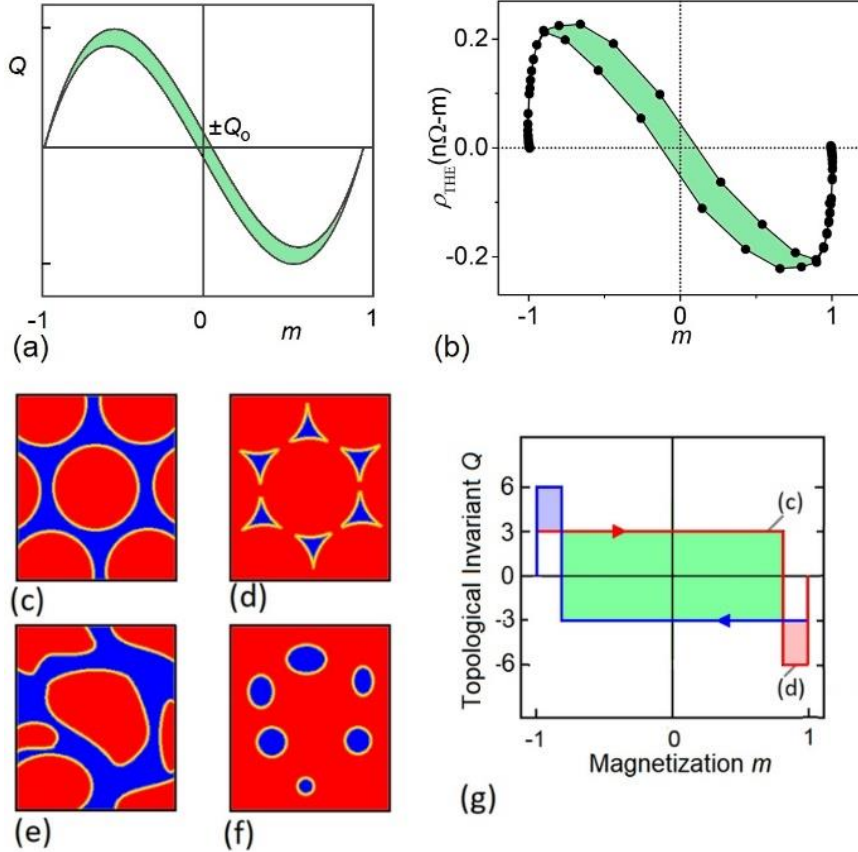 Q
±Qo
-1 0 m 1
(a)
ρTHE(nΩ-m)
0.2
0.0
-0.2
-1 0 1
m
(b)
(c)
(d)
(e)
(f)
Topological Invariant Q
6
3
0
-3
-6
(c)
(d)
-1 0 1
Magnetization m
(g)